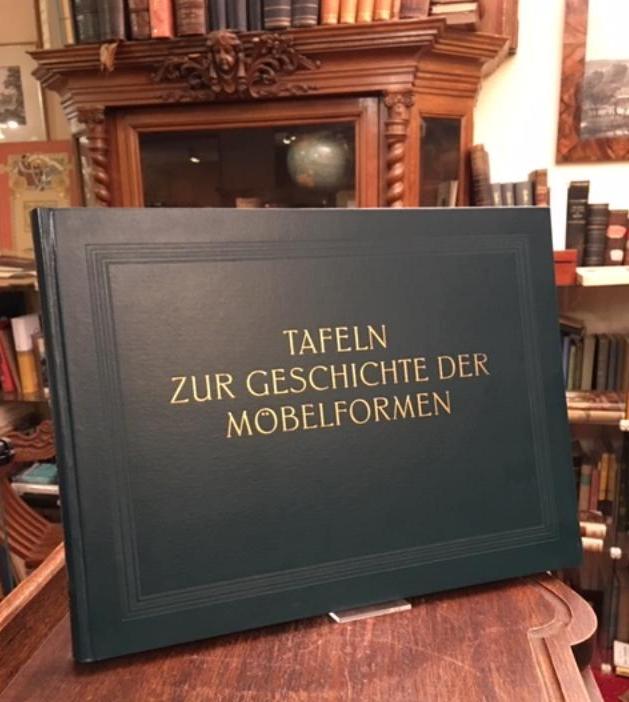 TAFELN
ZUR GESCHICHTE DER
MÖBELFORMEN